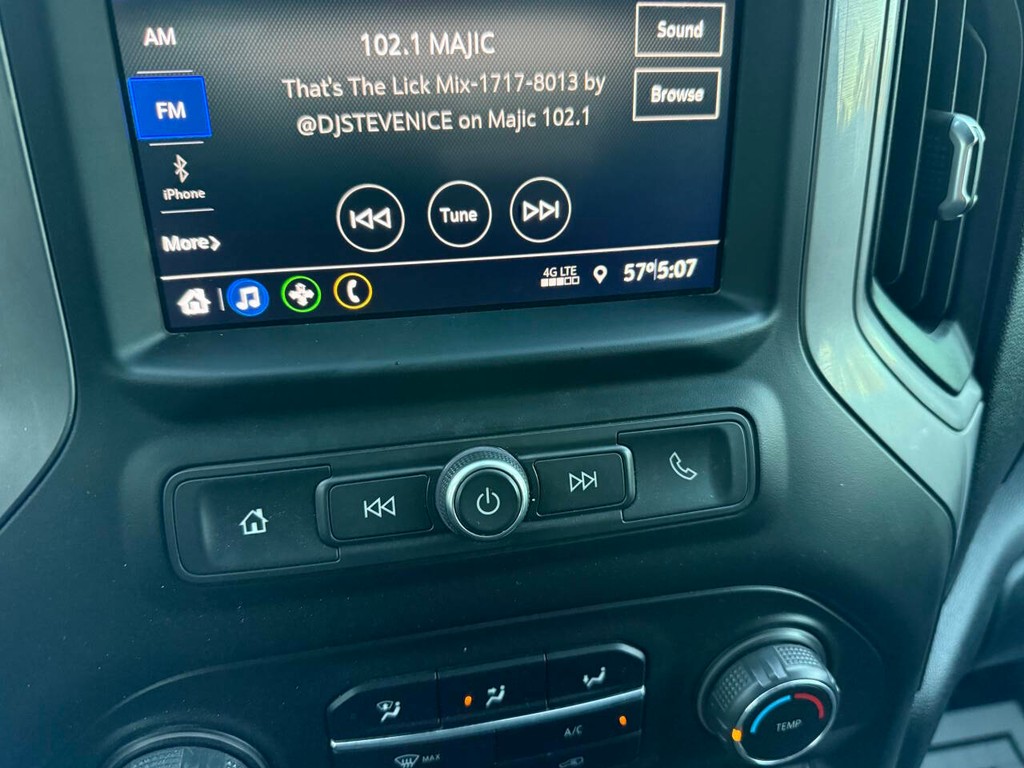 AM
102.1 MAJIC
Sound
FM
That's The Lick Mix-1717-8013 by
@DJSTEVENICE on Majic 102.1
Browse
iPhone
Tune
More>
4G LTE
57°
5:07
A/C
MAX
TEMP